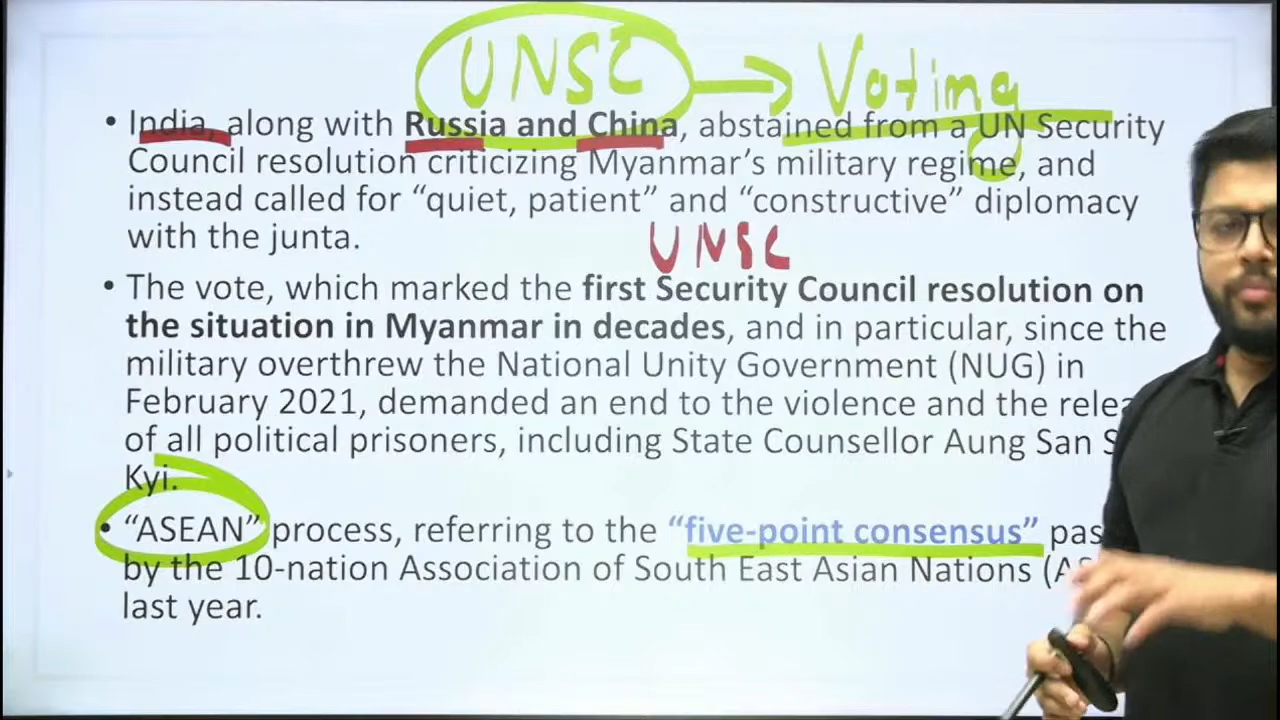 UNSC → Voting
• India, along with Russia and China, abstained from a UN Security
Council resolution criticizing Myanmar’s military regime, and
instead called for “quiet, patient” and “constructive” diplomacy
with the junta.
UNSC
• The vote, which marked the first Security Council resolution on
the situation in Myanmar in decades, and in particular, since the
military overthrew the National Unity Government (NUG) in
February 2021, demanded an end to the violence and the
of all political prisoners, including State Counsellor Aung San
Kyi.
• “ASEAN” process, referring to the “five-point consensus”
by the 10-nation Association of South East Asian Nations
last year.